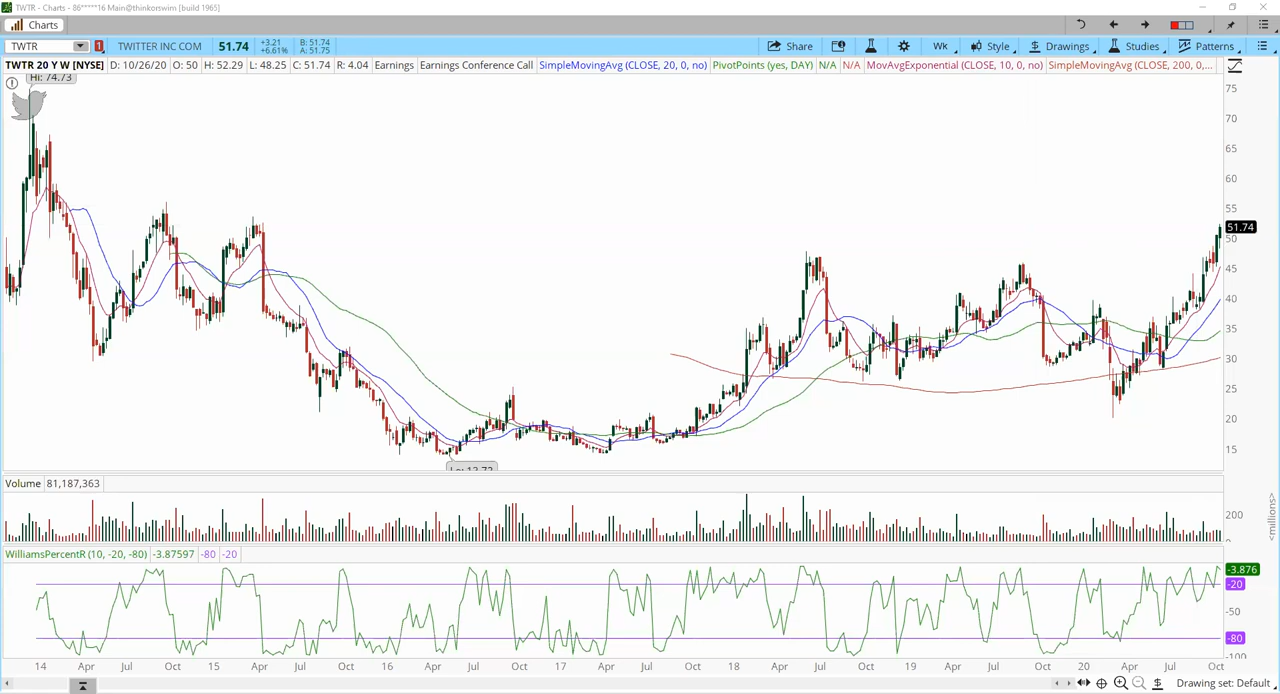 TWTR - Charts - 86*****16 Main@thinkorswim [build 1965]
Charts
TWTR 1 TWITTER INC COM 51.74 +3.21 +6.61% B: 51.74 A: 51.75 Share Wk Style Drawings Studies Patterns
TWTR 20 Y W [NYSE] D: 10/26/20 O: 50 H: 52.29 L: 48.25 C: 51.74 R: 4.04 Earnings Earnings Conference Call SimpleMovingAvg (CLOSE, 20, 0, no) PivotPoints (yes, DAY) N/A N/A MovAvgExponential (CLOSE, 10, 0, no) SimpleMovingAvg (CLOSE, 200, 0,...
Hi: 74.73
75
70
65
60
55
51.74
50
45
40
35
30
25
20
15
Volume 81,187,363
200
<millions>
WilliamsPercentR (10, -20, -80) -3.87597 -80 -20
-3.876
-20
-50
-80
-100
14 Apr Jul Oct 15 Apr Jul Oct 16 Apr Jul Oct 17 Apr Jul Oct 18 Apr Jul Oct 19 Apr Jul Oct 20 Apr Jul Oct
Drawing set: Default